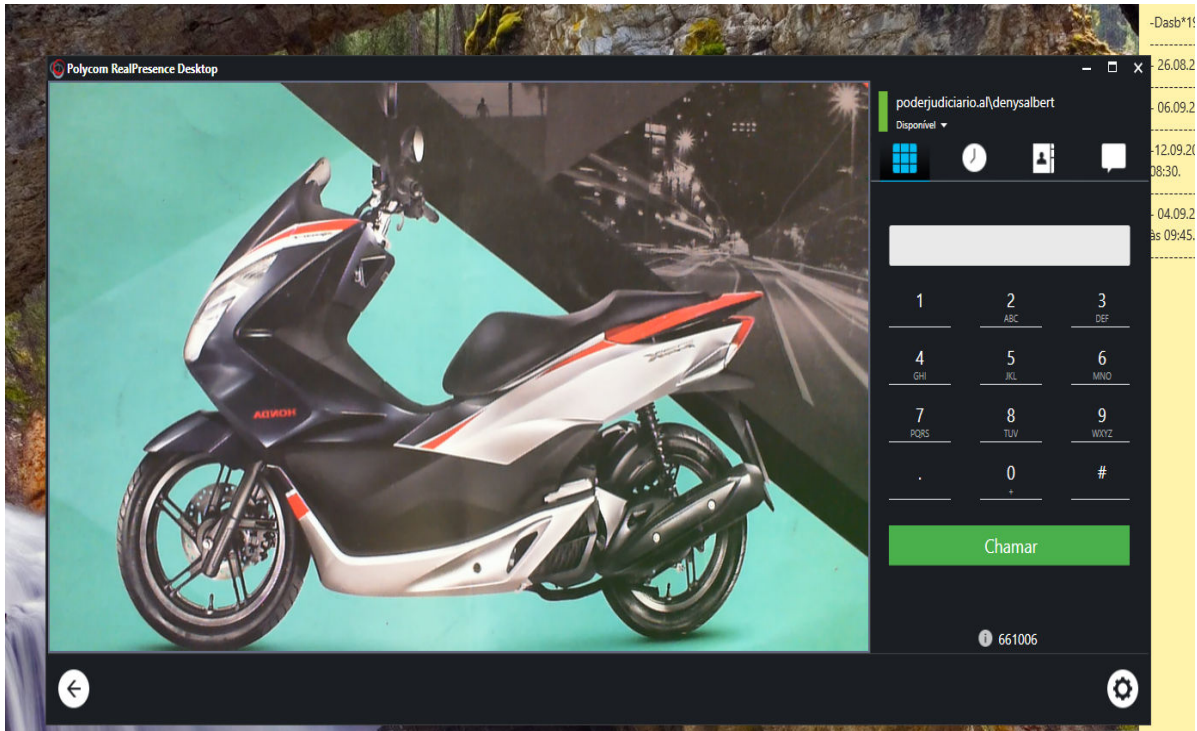 Polycom RealPresence Desktop
poderjudiciario.al\denysalbert
Disponível
1
2
3
ABC
DEF
4
5
6
GHI
JKL
MNO
7
8
9
PQRS
TUV
WXYZ
.
0
#
+
Chamar
661006
HONDA
-Dasb*19
- 26.08.2
- 06.09.2
-12.09.20
08:30.
- 04.09.2
às 09:45.